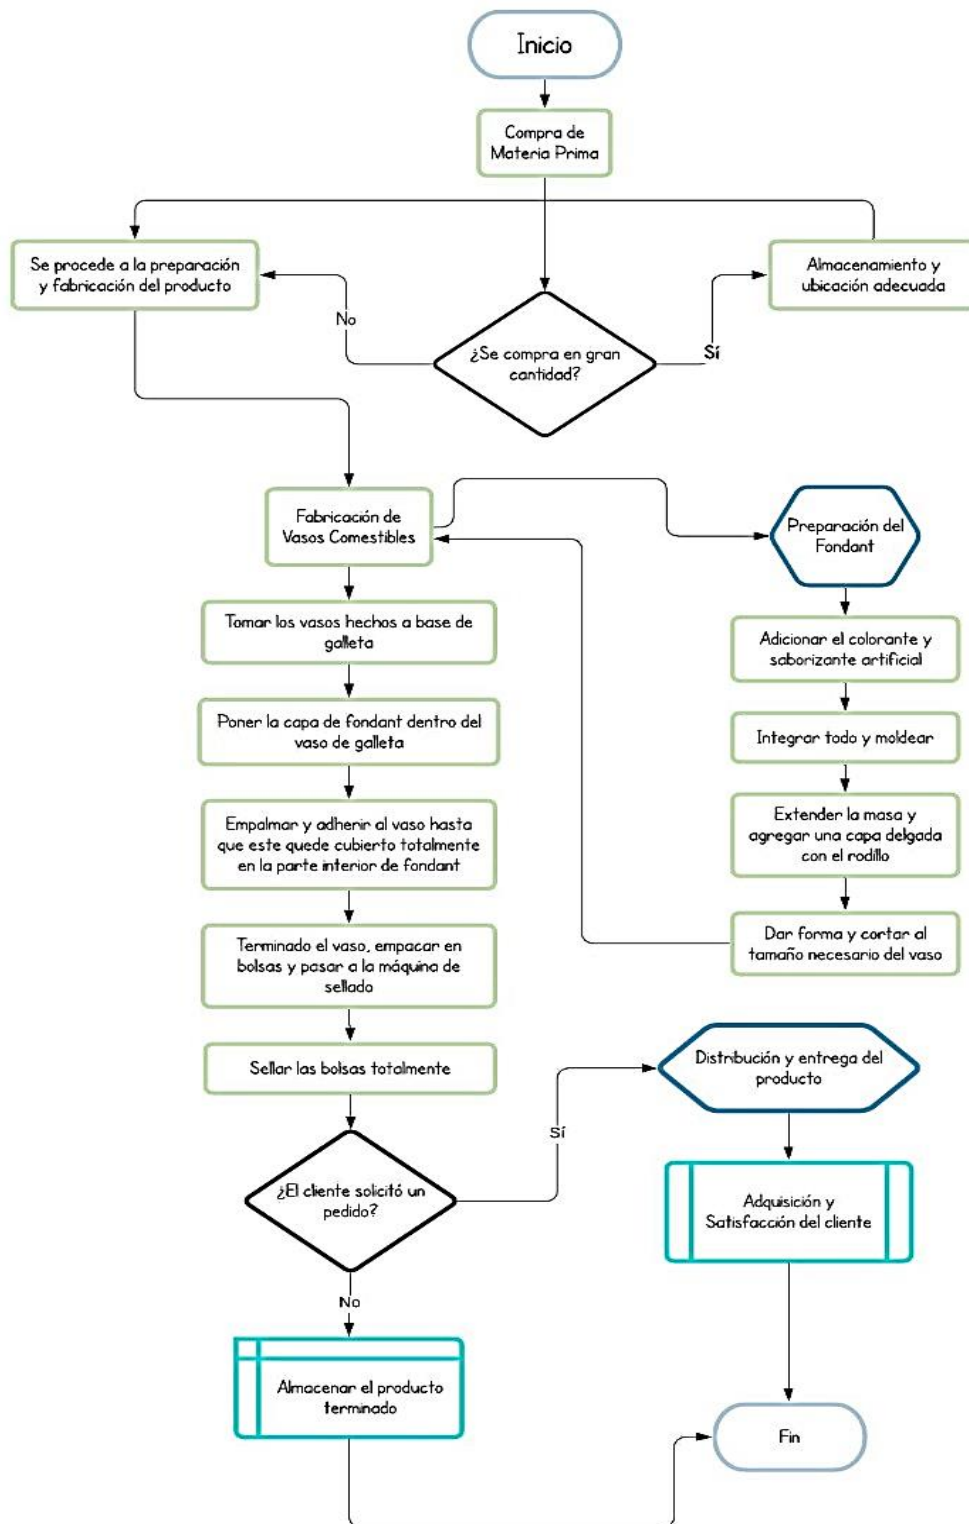 Inicio
Compra de
Materia Prima
Se procede a la preparación
y fabricación del producto
Almacenamiento y
ubicación adecuada
No
¿Se compra en gran
cantidad?
Sí
Fabricación de
Vasos Comestibles
Preparación del
Fondant
Tomar los vasos hechos a base de
galleta
Adicionar el colorante y
saborizante artificial
Poner la capa de fondant dentro del
vaso de galleta
Integrar todo y moldear
Empalmar y adherir al vaso hasta
que este quede cubierto totalmente
en la parte interior de fondant
Extender la masa y
agregar una capa delgada
con el rodillo
Terminado el vaso, empacar en
bolsas y pasar a la máquina de
sellado
Dar forma y cortar al
tamaño necesario del vaso
Sellar las bolsas totalmente
Distribución y entrega del
producto
Sí
¿El cliente solicitó un
pedido?
Adquisición y
Satisfacción del cliente
No
Almacenar el producto
terminado
Fin